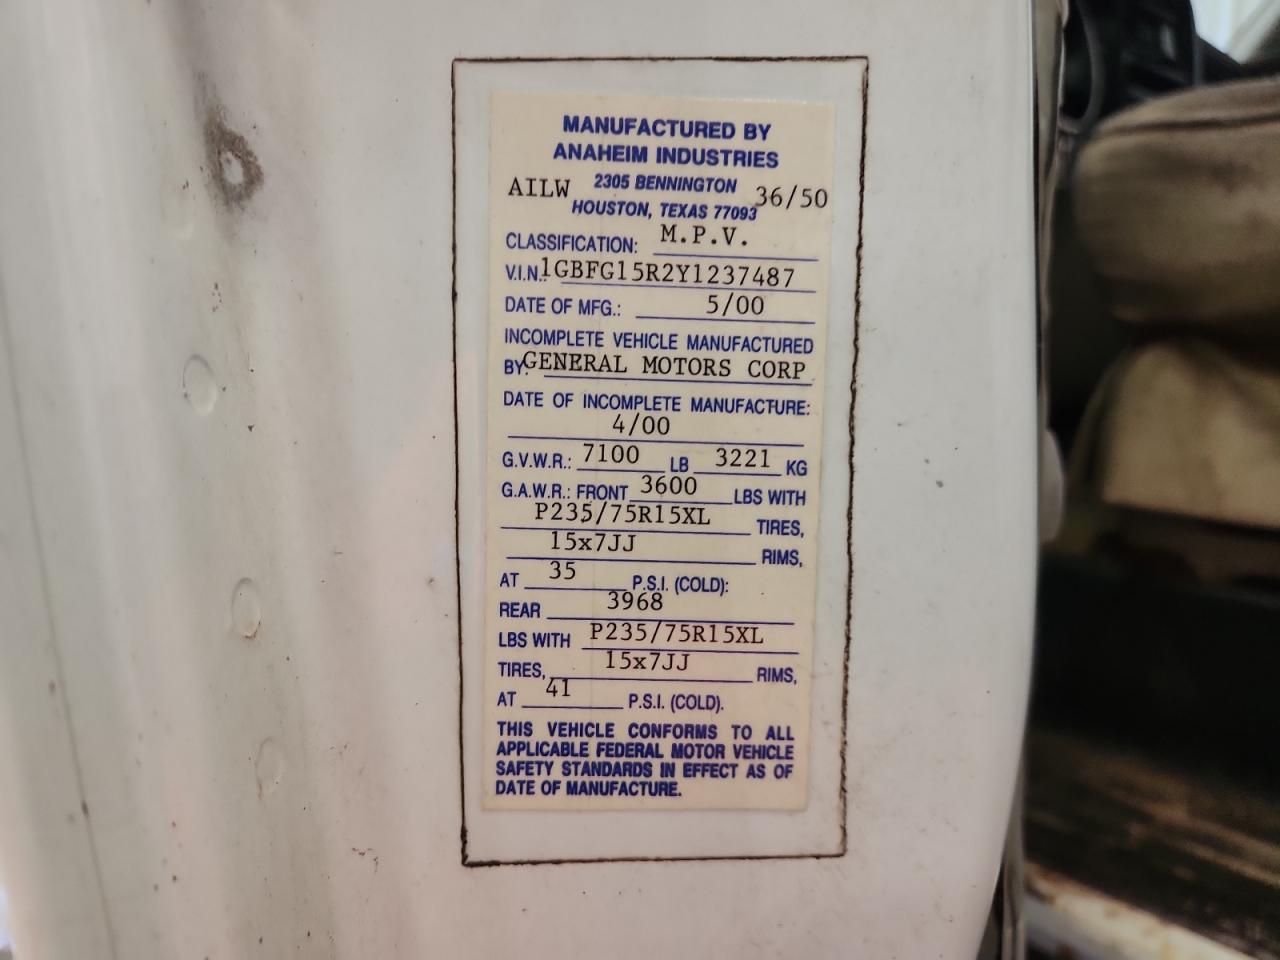 MANUFACTURED BY
ANAHEIM INDUSTRIES
AILW 2305 BENNINGTON 36/50
HOUSTON, TEXAS 77093
CLASSIFICATION: M.P.V.
V.I.N.: 1GBFG15R2Y1237487
DATE OF MFG.: 5/00
INCOMPLETE VEHICLE MANUFACTURED
BY: GENERAL MOTORS CORP
DATE OF INCOMPLETE MANUFACTURE:
4/00
G.V.W.R.: 7100 LB 3221 KG
G.A.W.R.: FRONT 3600 LBS WITH
P235/75R15XL TIRES,
15x7JJ RIMS,
AT 35 P.S.I. (COLD):
REAR 3968
LBS WITH P235/75R15XL
TIRES, 15x7JJ RIMS,
AT 41 P.S.I. (COLD).
THIS VEHICLE CONFORMS TO ALL
APPLICABLE FEDERAL MOTOR VEHICLE
SAFETY STANDARDS IN EFFECT AS OF
DATE OF MANUFACTURE.